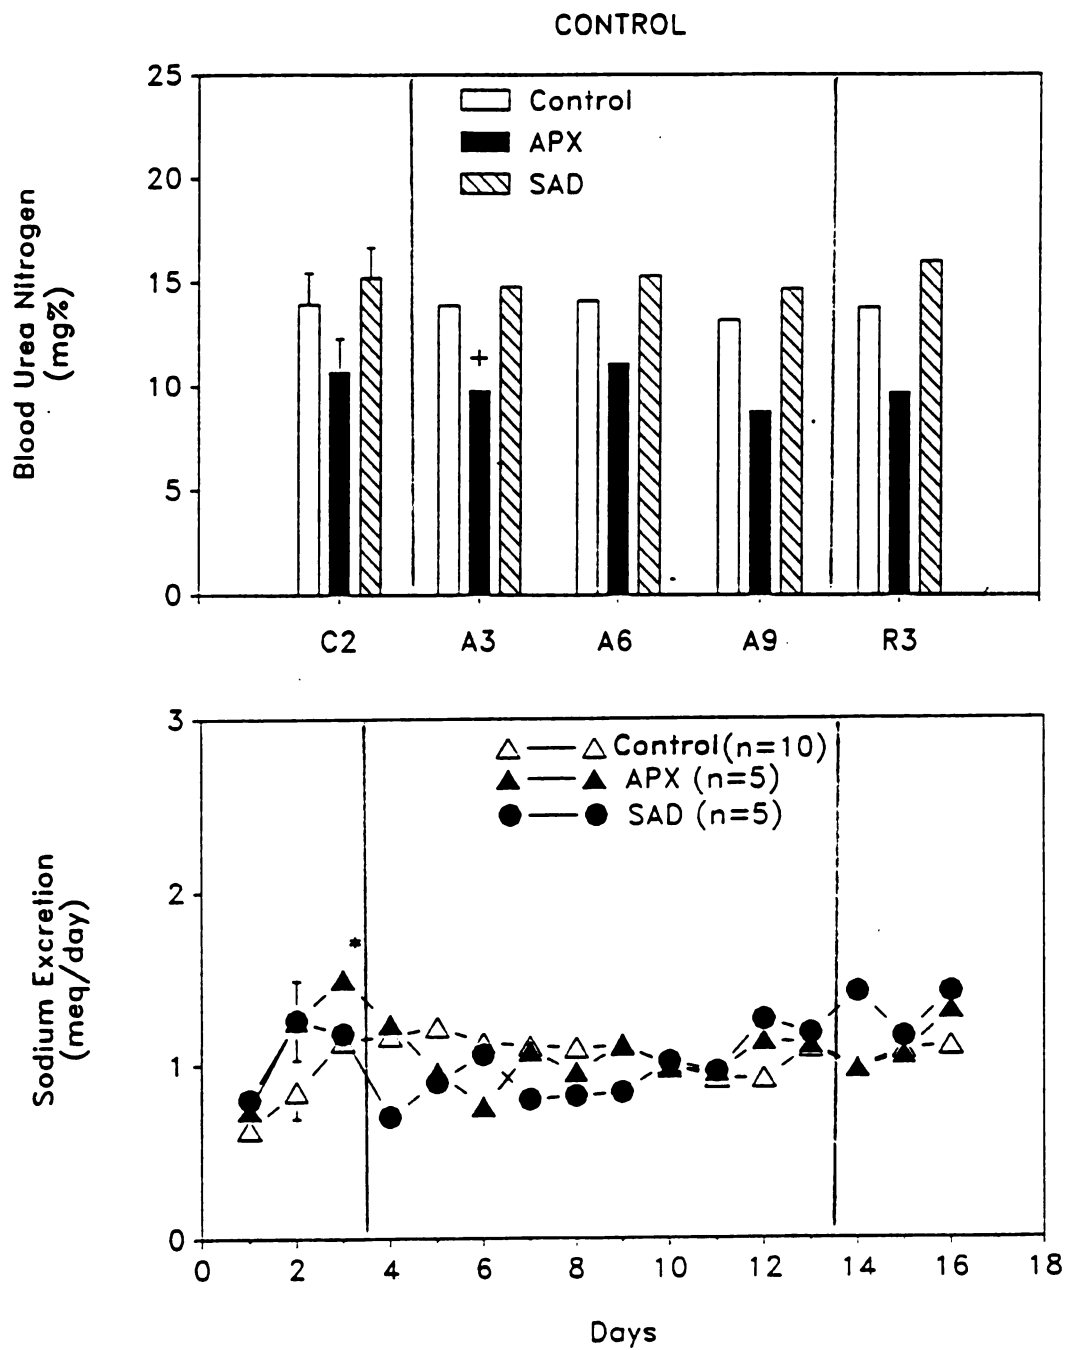 CONTROL
25
20
15
10
5
0
Blood Urea Nitrogen
(mg%)
Control
APX
SAD
+
C2 A3 A6 A9 R3
3
2
1
0
Sodium Excretion
(meq/day)
Control(n=10)
APX (n=5)
SAD (n=5)
*
0 2 4 6 8 10 12 14 16 18
Days